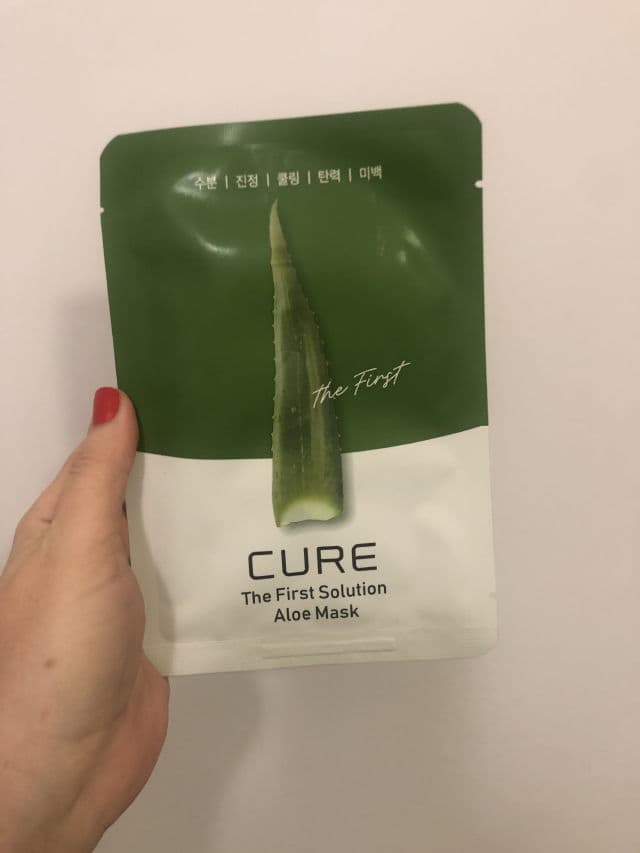 수분 | 진정 | 쿨링 | 탄력 | 미백
the First
CURE
The First Solution
Aloe Mask